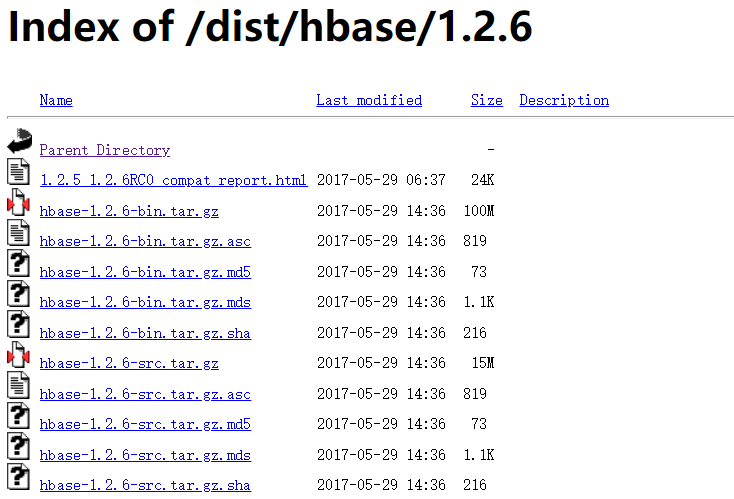 Index of /dist/hbase/1.2.6
Name Last modified Size Description
Parent Directory -
1.2.5_1.2.6RC0_compat_report.html 2017-05-29 06:37 24K
hbase-1.2.6-bin.tar.gz 2017-05-29 14:36 100M
hbase-1.2.6-bin.tar.gz.asc 2017-05-29 14:36 819
hbase-1.2.6-bin.tar.gz.md5 2017-05-29 14:36 73
hbase-1.2.6-bin.tar.gz.mds 2017-05-29 14:36 1.1K
hbase-1.2.6-bin.tar.gz.sha 2017-05-29 14:36 216
hbase-1.2.6-src.tar.gz 2017-05-29 14:36 15M
hbase-1.2.6-src.tar.gz.asc 2017-05-29 14:36 819
hbase-1.2.6-src.tar.gz.md5 2017-05-29 14:36 73
hbase-1.2.6-src.tar.gz.mds 2017-05-29 14:36 1.1K
hbase-1.2.6-src.tar.gz.sha 2017-05-29 14:36 216